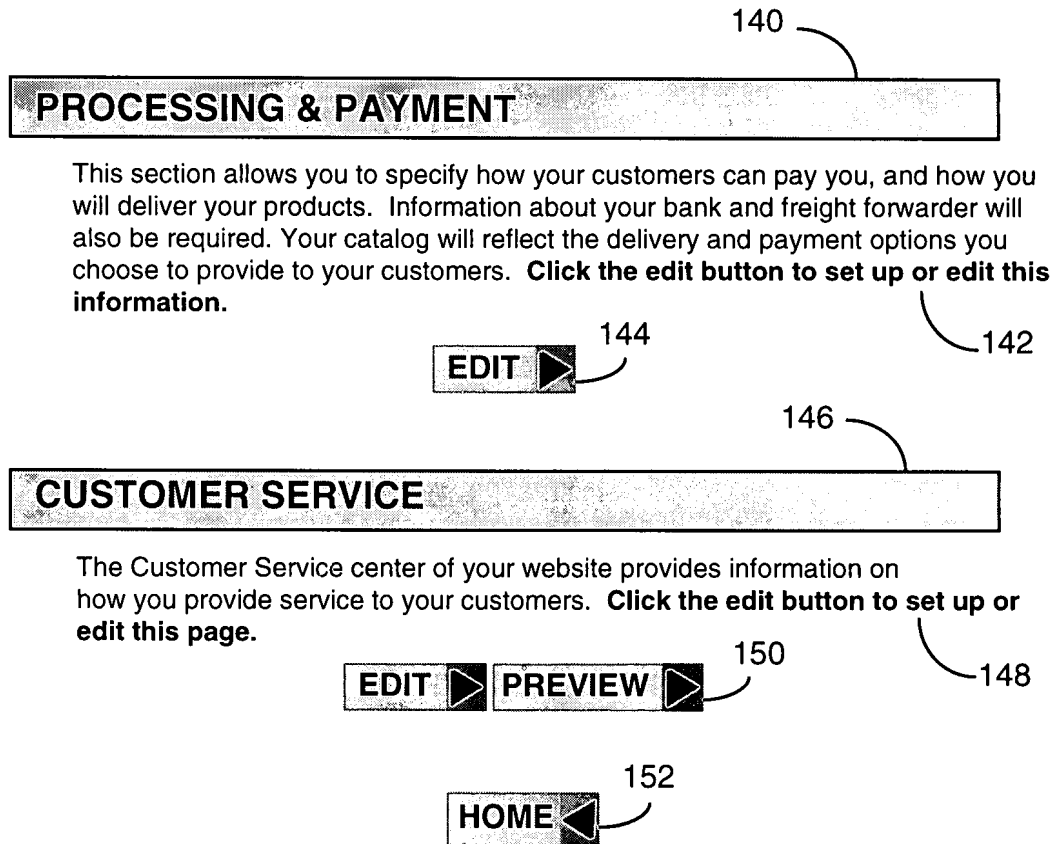 140
PROCESSING & PAYMENT
This section allows you to specify how your customers can pay you, and how you
will deliver your products. Information about your bank and freight forwarder will
also be required. Your catalog will reflect the delivery and payment options you
choose to provide to your customers. Click the edit button to set up or edit this
information.
142
144
EDIT
146
CUSTOMER SERVICE
The Customer Service center of your website provides information on
how you provide service to your customers. Click the edit button to set up or
edit this page.
148
150
EDIT PREVIEW
152
HOME